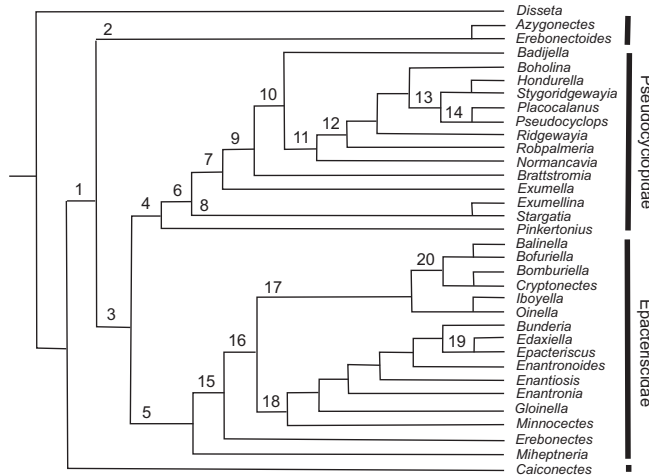 Disseta
2
Azygonectes
Erebonectoides
Badijella
Boholina
Hondurella
Stygoridgewayia
Placocalanus
Pseudocyclops
Ridgewayia
Robpalmeria
Normancavia
Brattstromia
Exumella
Exumellina
Stargatia
Pinkertonius
Pseudocyclopidae
10
13
14
12
11
9
7
6
8
1
4
Balinella
Bofuriella
Bomburiella
Cryptonectes
Iboyella
Oinella
Bunderia
Edaxiella
Epacteriscus
Enantronoides
Enantiosis
Enantronia
Gloinella
Minnocectes
Erebonectes
Miheptneria
Caiconectes
Epacteriscidae
20
17
3
16
19
15
18
5